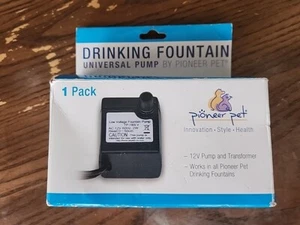 DRINKING FOUNTAIN
UNIVERSAL PUMP BY PIONEER PET®
1 Pack
Low Voltage Fountain Pump
CAUTION
pioneer pet
Innovation · Style · Health
- 12V Pump and Transformer
- Works in all Pioneer Pet
Drinking Fountains